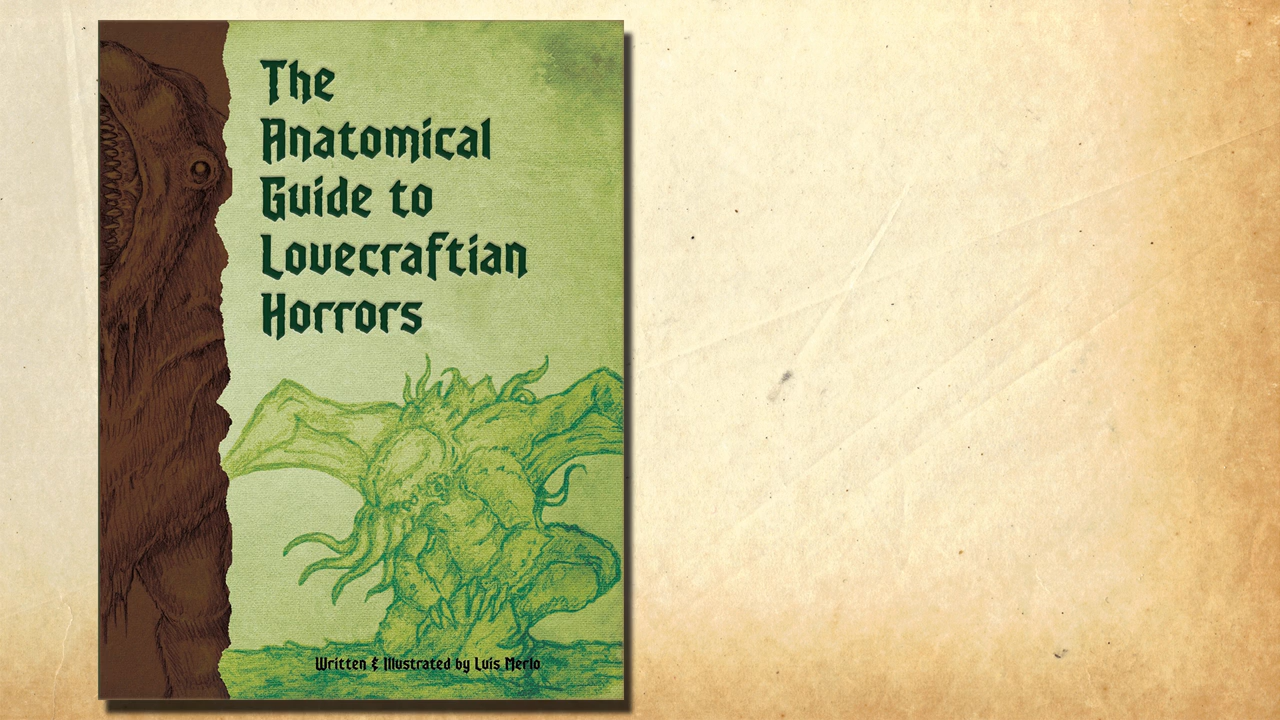 The
Anatomical
Guide to
Lovecraftian
Horrors
Written & Illustrated by Luis Merlo